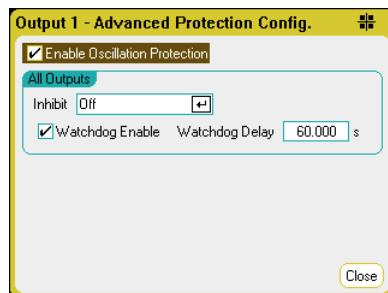 Output 1 - Advanced Protection Config.
Enable Oscillation Protection
All Outputs
Inhibit Off
Watchdog Enable Watchdog Delay 60.000 s
Close